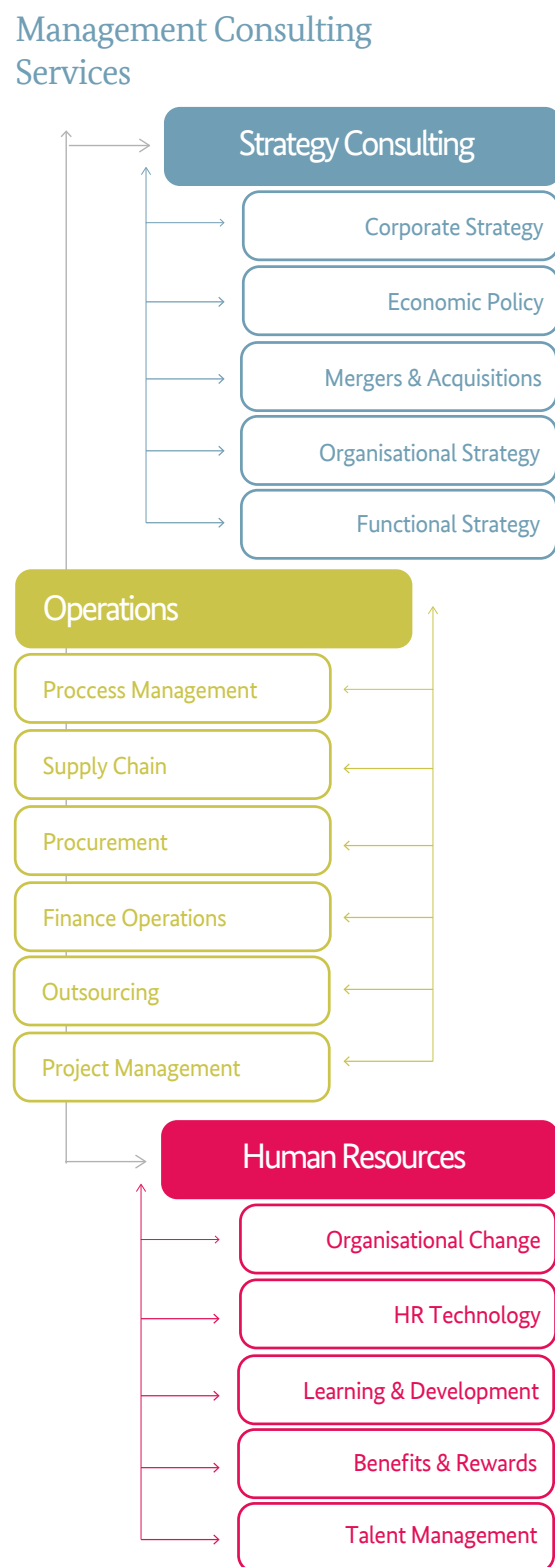 Management Consulting
Services
Strategy Consulting
Corporate Strategy
Economic Policy
Mergers & Acquisitions
Organisational Strategy
Functional Strategy
Operations
Proccess Management
Supply Chain
Procurement
Finance Operations
Outsourcing
Project Management
Human Resources
Organisational Change
HR Technology
Learning & Development
Benefits & Rewards
Talent Management